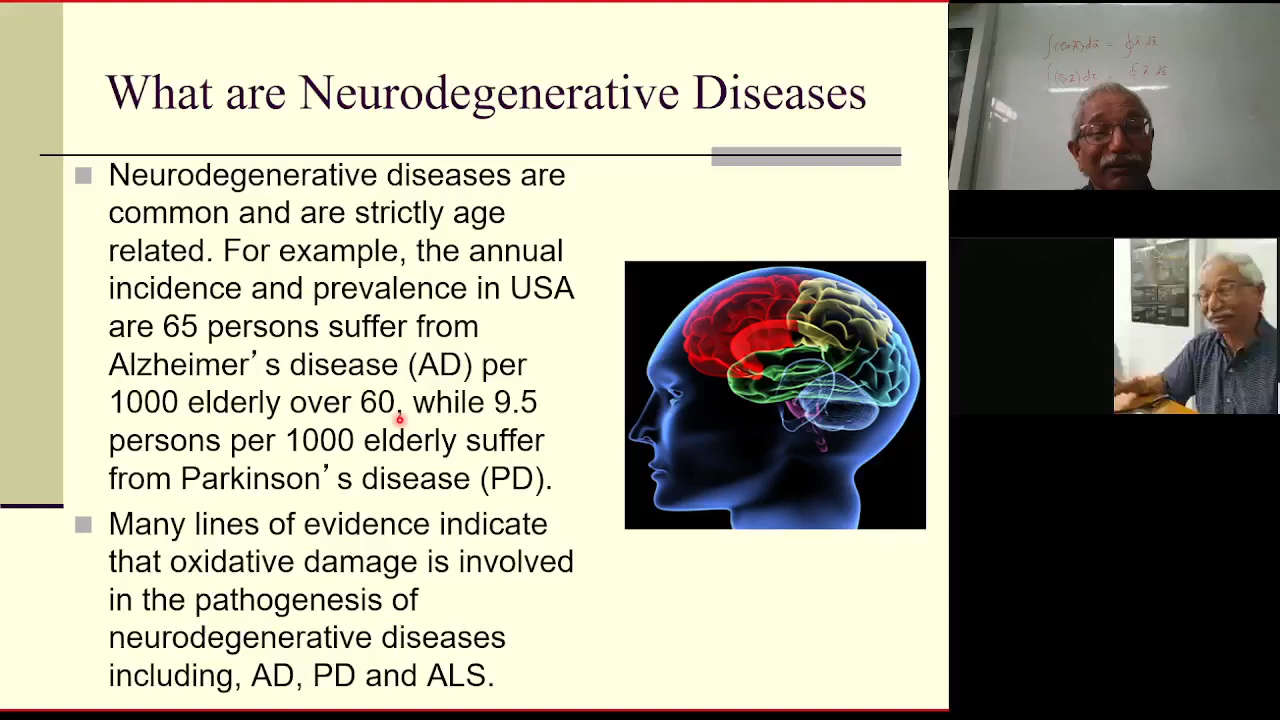 What are Neurodegenerative Diseases
Neurodegenerative diseases are
common and are strictly age
related. For example, the annual
incidence and prevalence in USA
are 65 persons suffer from
Alzheimer’s disease (AD) per
1000 elderly over 60, while 9.5
persons per 1000 elderly suffer
from Parkinson’s disease (PD).
Many lines of evidence indicate
that oxidative damage is involved
in the pathogenesis of
neurodegenerative diseases
including, AD, PD and ALS.